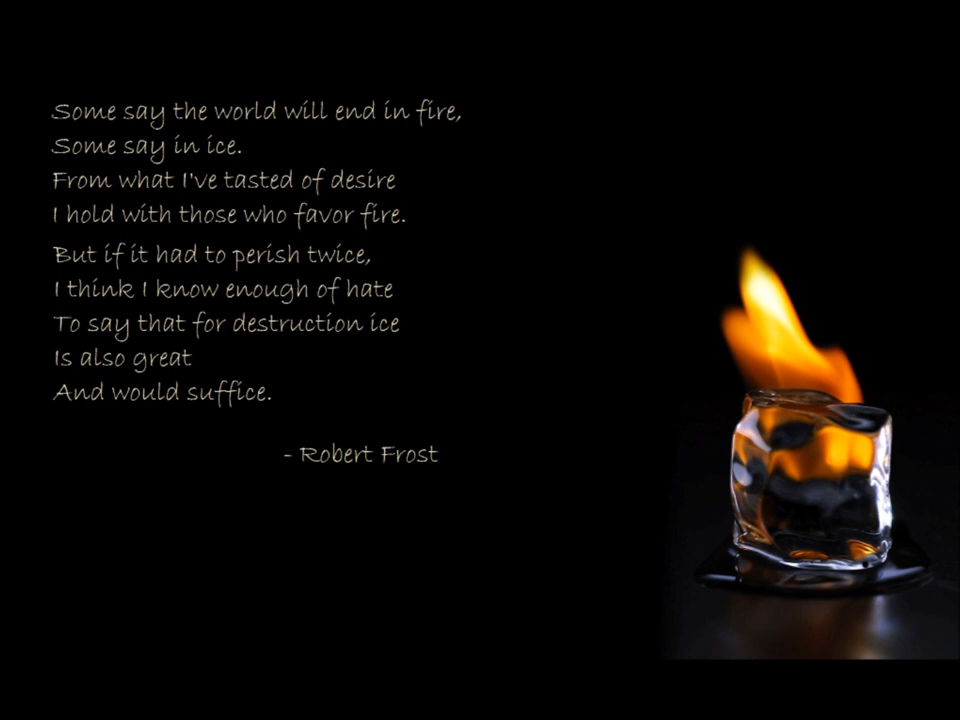 Some say the world will end in fire,
Some say in ice.
From what I've tasted of desire
I hold with those who favor fire.
But if it had to perish twice,
I think I know enough of hate
To say that for destruction ice
Is also great
And would suffice.
- Robert Frost